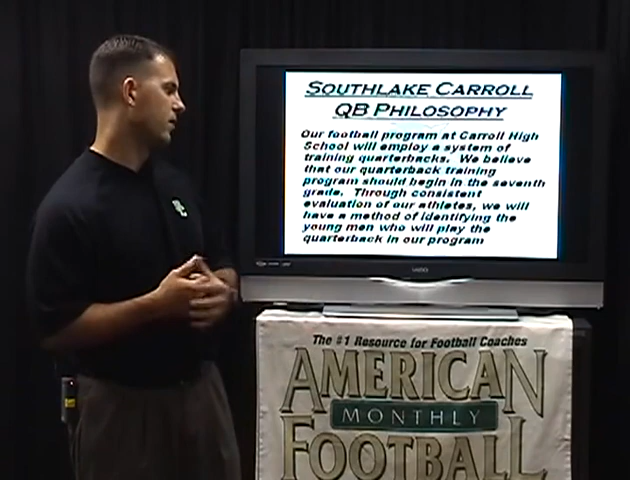 SOUTHLAKE CARROLL
QB PHILOSOPHY
Our football program at Carroll High
School will employ a system of
training quarterbacks. We believe
that our quarterback training
program should begin in the seventh
grade. Through consistent
evaluation of our athletes, we will
have a method of identifying the
young men who will play the
quarterback in our program
VIZIO
The #1 Resource for Football Coaches
AMERICAN
MONTHLY
FOOTBALL